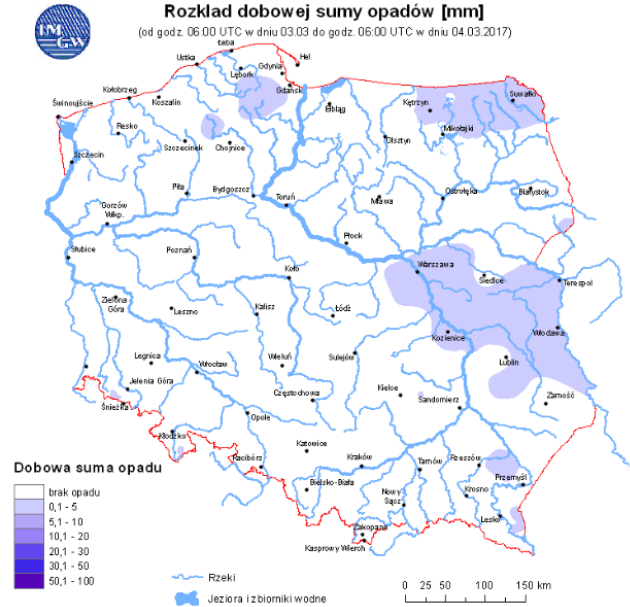 IMGW
Rozkład dobowej sumy opadów [mm]
(od godz. 06:00 UTC w dniu 03.03 do godz. 06:00 UTC w dniu 04.03.2017)
Łeba
Hel
Ustka
Lębork
Gdynia
Gdańsk
Suwałki
Kołobrzeg
Koszalin
Elbląg
Kętrzyn
Świnoujście
Resko
Mikołajki
Szczecinek
Chojnice
Olsztyn
Szczecin
Piła
Bydgoszcz
Toruń
Mława
Ostrołęka
Białystok
Gorzów
Wlkp.
Płock
Słubice
Poznań
Warszawa
Koło
Siedlce
Terespol
Zielona
Góra
Leszno
Kalisz
Łódź
Kozienice
Włodawa
Legnica
Wrocław
Wieluń
Sulejów
Lublin
Jelenia Góra
Częstochowa
Kielce
Sandomierz
Zamość
Śnieżka
Opole
Kłodzko
Katowice
Racibórz
Kraków
Tarnów
Rzeszów
Przemyśl
Bielsko-Biała
Nowy
Sącz
Krosno
Lesko
Zakopane
Kasprowy Wierch
Dobowa suma opadu
brak opadu
0,1 - 5
5,1 - 10
10,1 - 20
20,1 - 30
30,1 - 50
50,1 - 100
Rzeki
Jeziora i zbiorniki wodne
0 25 50 100 150 km